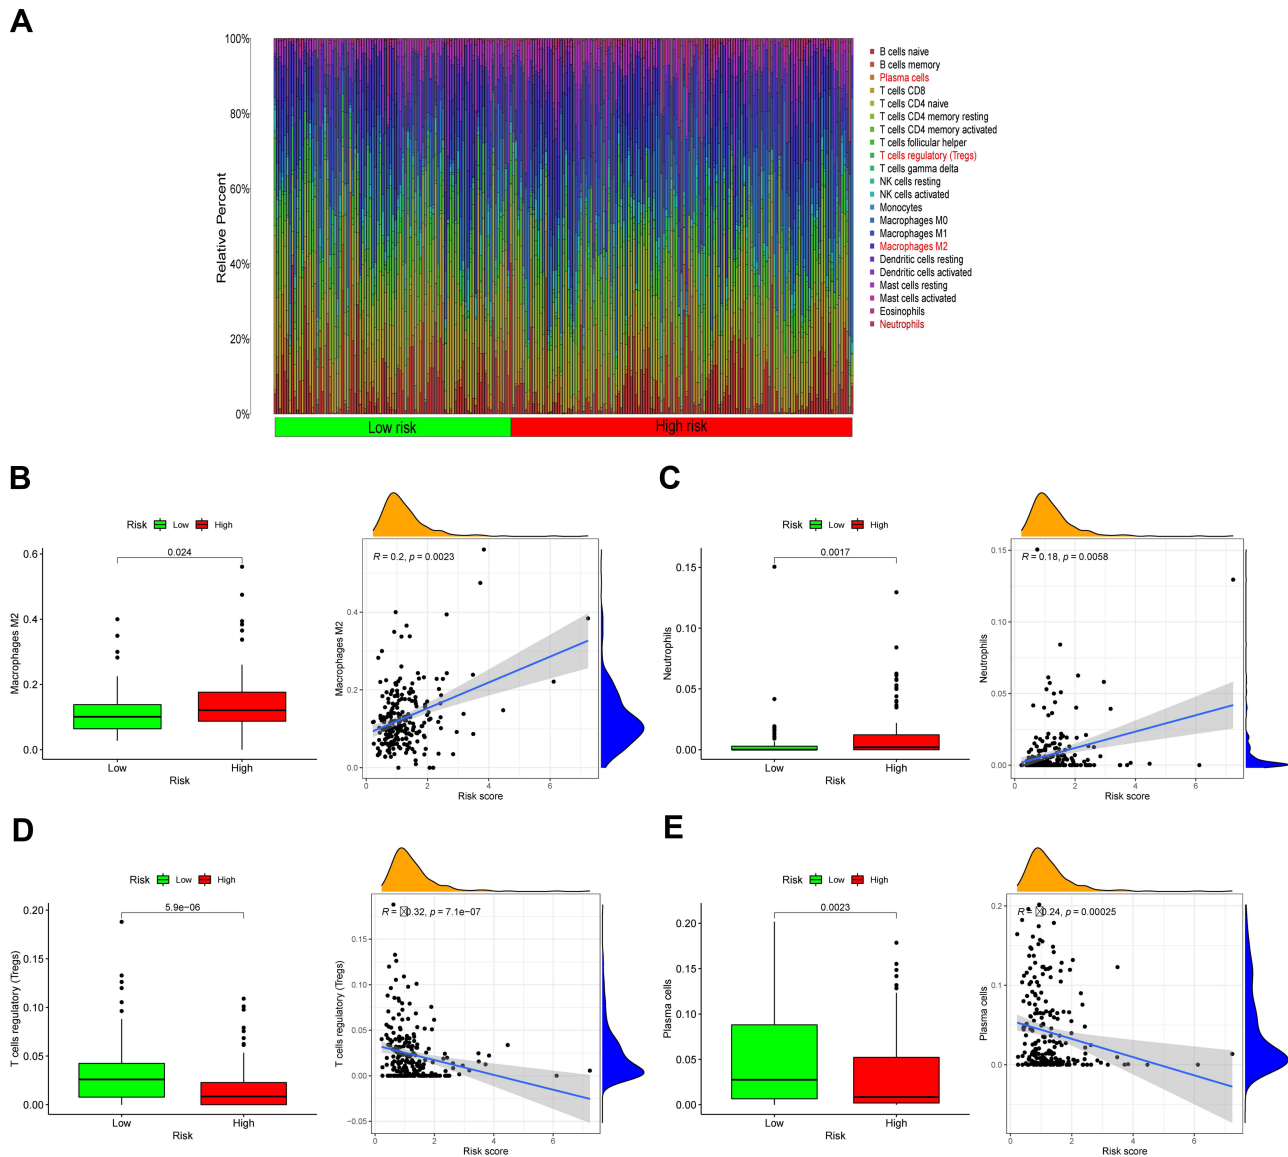 A
100%
80%
60%
40%
20%
0%
Relative Percent
Low risk
High risk
B cells naive
B cells memory
Plasma cells
T cells CD8
T cells CD4 naive
T cells CD4 memory resting
T cells CD4 memory activated
T cells follicular helper
T cells regulatory (Tregs)
T cells gamma delta
NK cells resting
NK cells activated
Monocytes
Macrophages M0
Macrophages M1
Macrophages M2
Dendritic cells resting
Dendritic cells activated
Mast cells resting
Mast cells activated
Eosinophils
Neutrophils
B
Risk Low High
0.024
0.6
0.4
0.2
0.0
Macrophages M2
Low High
Risk
R = 0.2, p = 0.0023
0.4
0.2
0.0
Macrophages M2
0 2 4 6
Risk score
C
Risk Low High
0.0017
0.15
0.10
0.05
0.00
Neutrophils
Low High
Risk
R = 0.18, p = 0.0058
0.15
0.10
0.05
0.00
Neutrophils
0 2 4 6
Risk score
D
Risk Low High
5.9e−06
0.20
0.15
0.10
0.05
0.00
T cells regulatory (Tregs)
Low High
Risk
R = 0.32, p = 7.1e−07
0.15
0.10
0.05
0.00
−0.05
T cells regulatory (Tregs)
0 2 4 6
Risk score
E
Risk Low High
0.0023
0.20
0.15
0.10
0.05
0.00
Plasma cells
Low High
Risk
R = 0.24, p = 0.00025
0.2
0.1
0.0
Plasma cells
0 2 4 6
Risk score